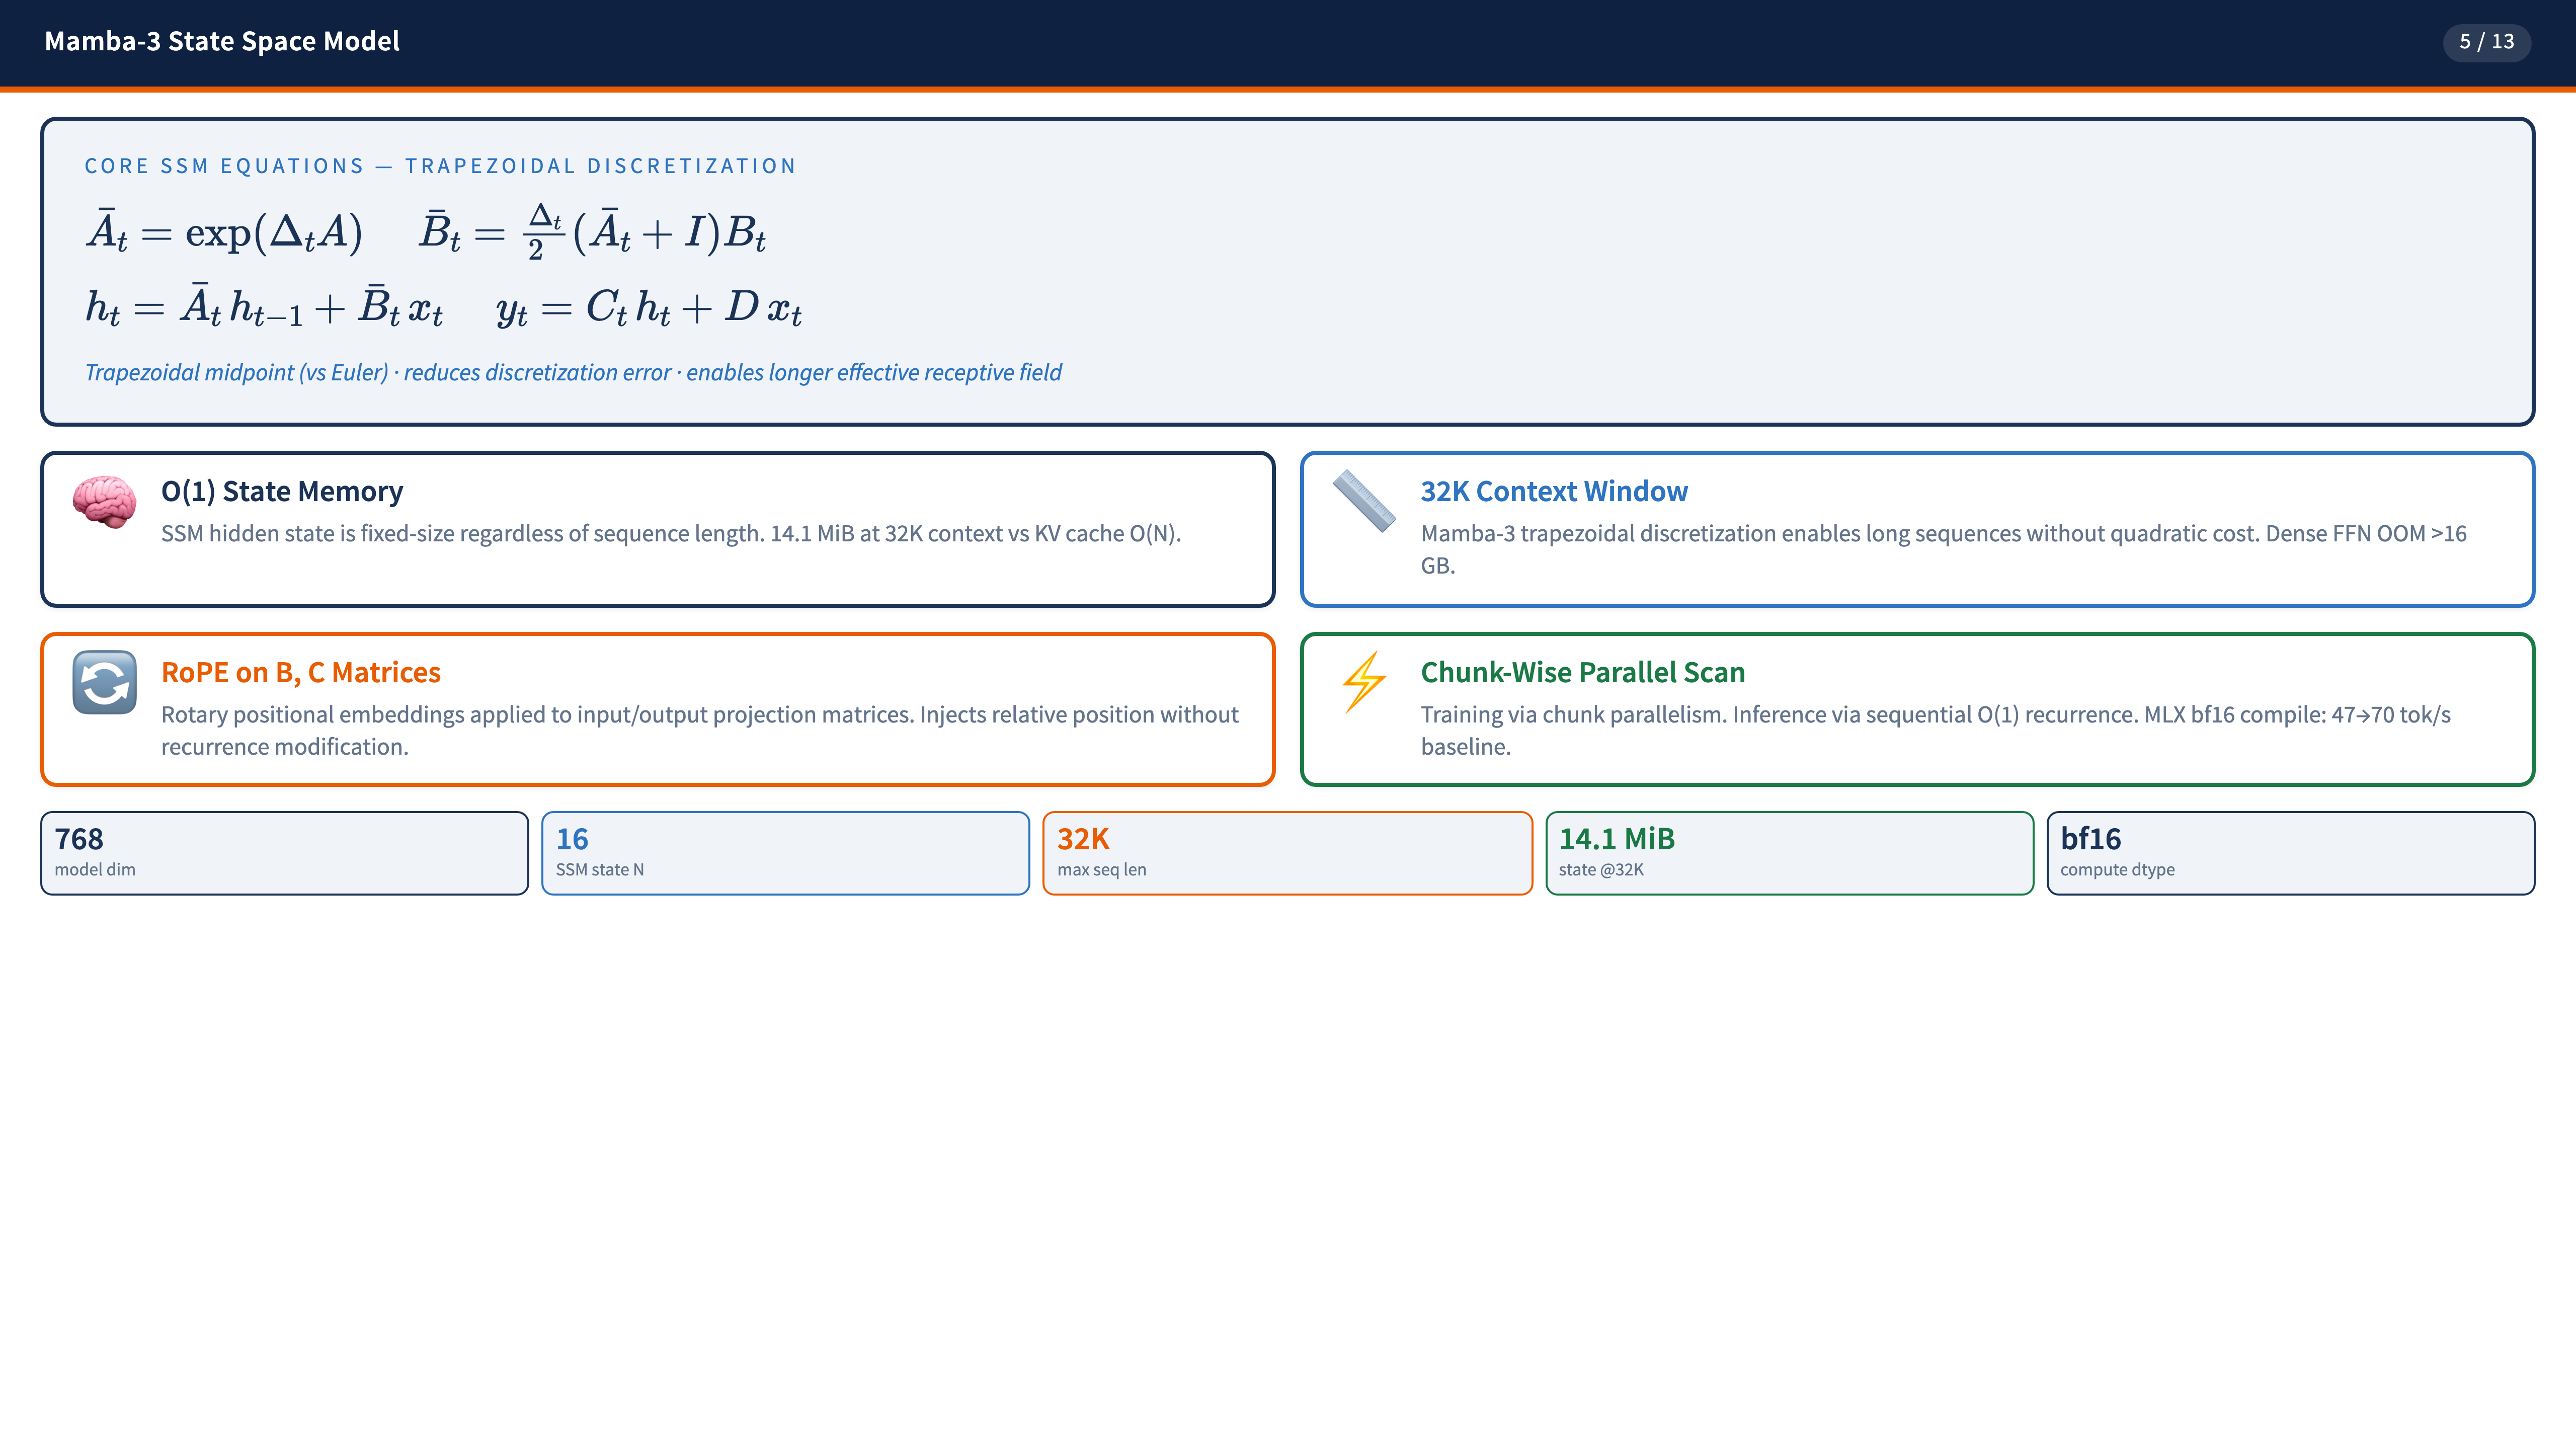 Mamba-3 State Space Model
5 / 13
CORE SSM EQUATIONS — TRAPEZOIDAL DISCRETIZATION
Ā_t = exp(Δ_t A)  B̄_t = Δ_t/2 (Ā_t + I)B_t
h_t = Ā_t h_{t−1} + B̄_t x_t  y_t = C_t h_t + D x_t
Trapezoidal midpoint (vs Euler) · reduces discretization error · enables longer effective receptive field
O(1) State Memory
SSM hidden state is fixed-size regardless of sequence length. 14.1 MiB at 32K context vs KV cache O(N).
32K Context Window
Mamba-3 trapezoidal discretization enables long sequences without quadratic cost. Dense FFN OOM >16
GB.
RoPE on B, C Matrices
Rotary positional embeddings applied to input/output projection matrices. Injects relative position without
recurrence modification.
Chunk-Wise Parallel Scan
Training via chunk parallelism. Inference via sequential O(1) recurrence. MLX bf16 compile: 47→70 tok/s
baseline.
768
model dim
16
SSM state N
32K
max seq len
14.1 MiB
state @32K
bf16
compute dtype